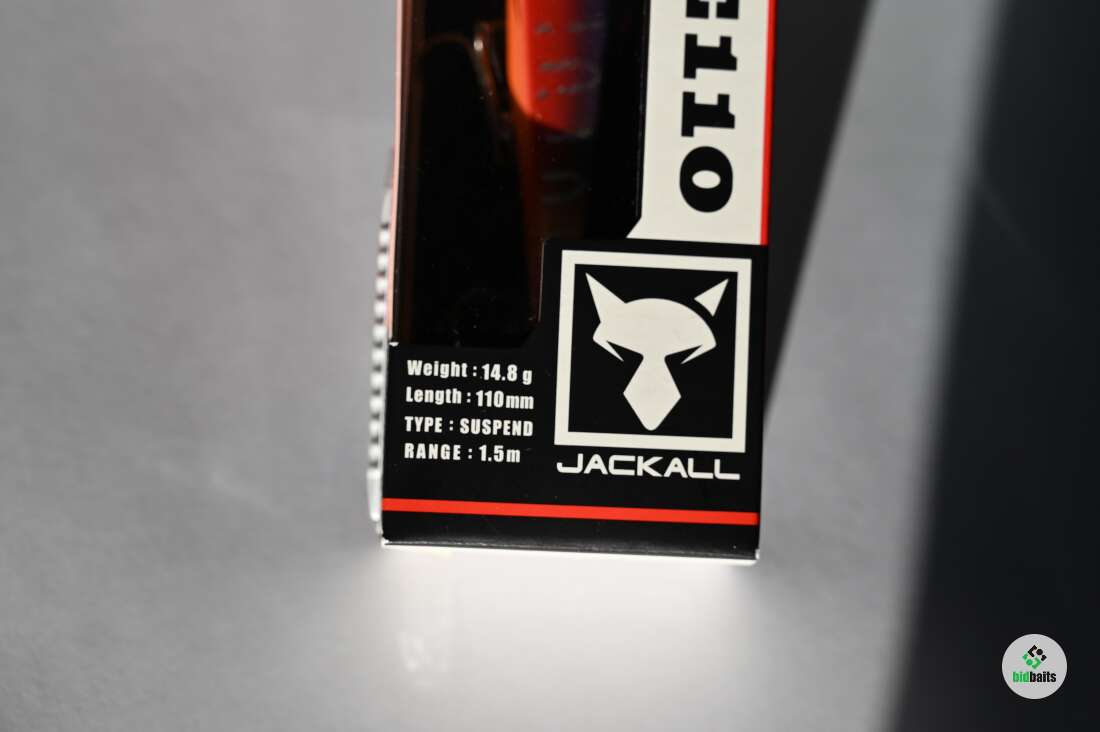 110
Weight : 14.8 g
Length : 110mm
TYPE : SUSPEND
RANGE : 1.5m
JACKALL
bidbaits